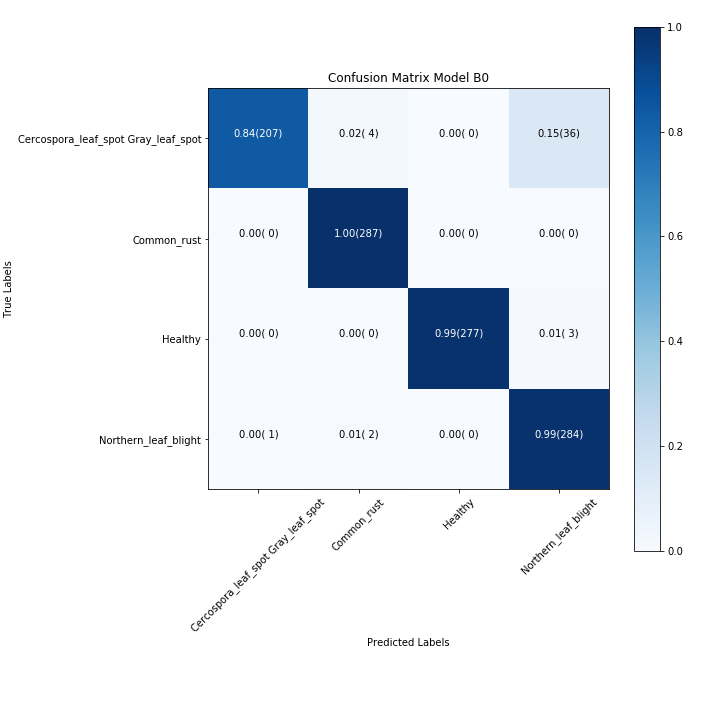 Confusion Matrix Model B0
1.0
0.8
0.6
0.4
0.2
0.0
True Labels
Cercospora_leaf_spot Gray_leaf_spot
0.84(207) 0.02( 4) 0.00( 0) 0.15(36)
Common_rust
0.00( 0) 1.00(287) 0.00( 0) 0.00( 0)
Healthy
0.00( 0) 0.00( 0) 0.99(277) 0.01( 3)
Northern_leaf_blight
0.00( 1) 0.01( 2) 0.00( 0) 0.99(284)
Cercospora_leaf_spot Gray_leaf_spot
Common_rust
Healthy
Northern_leaf_blight
Predicted Labels